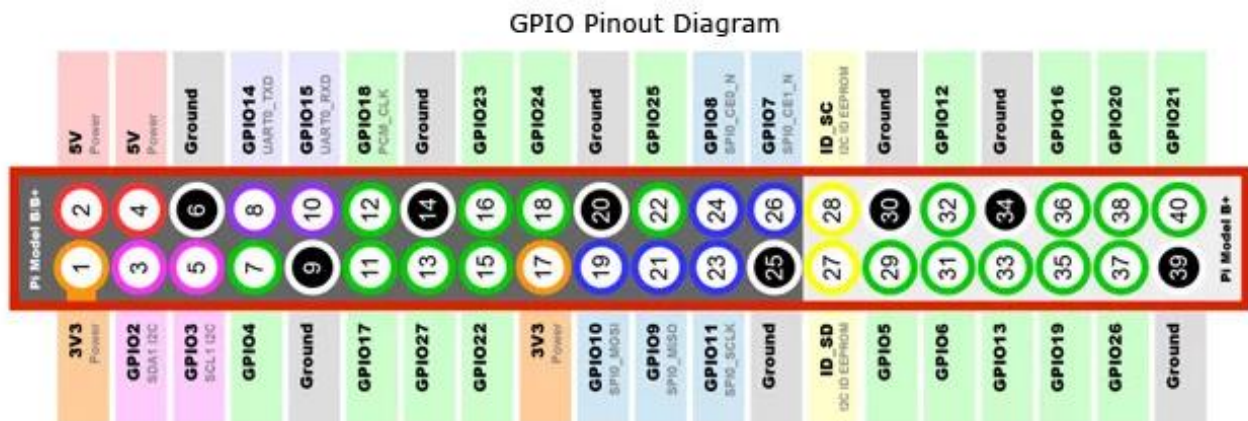 GPIO Pinout Diagram
5V
Power
5V
Power
Ground
GPIO14
UART0_TXD
GPIO15
UART0_RXD
GPIO18
PCM_CLK
Ground
GPIO23
GPIO24
Ground
GPIO25
GPIO8
SPI0_CE0_N
GPIO7
SPI0_CE1_N
ID_SC
I2C ID EEPROM
Ground
GPIO12
Ground
GPIO16
GPIO20
GPIO21
Pi Model B/B+
2 4 6 8 10 12 14 16 18 20 22 24 26 28 30 32 34 36 38 40
1 3 5 7 9 11 13 15 17 19 21 23 25 27 29 31 33 35 37 39
Pi Model B+
3V3
Power
GPIO2
SDA1 I2C
GPIO3
SCL1 I2C
GPIO4
Ground
GPIO17
GPIO27
GPIO22
3V3
Power
GPIO10
SPI0_MOSI
GPIO9
SPI0_MISO
GPIO11
SPI0_SCLK
Ground
ID_SD
I2C ID EEPROM
GPIO5
GPIO6
GPIO13
GPIO19
GPIO26
Ground